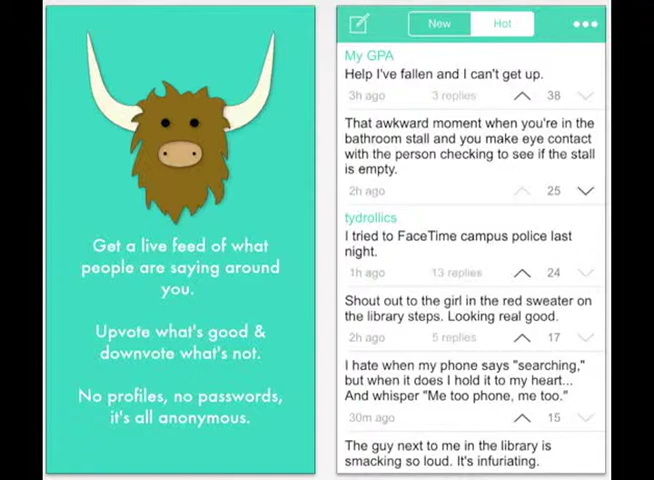 Get a live feed of what
people are saying around
you.
Upvote what's good &
downvote what's not.
No profiles, no passwords,
it's all anonymous.
New
Hot
My GPA
Help I've fallen and I can't get up.
3h ago
3 replies
38
That awkward moment when you're in the
bathroom stall and you make eye contact
with the person checking to see if the stall
is empty.
2h ago
25
tydrollics
I tried to FaceTime campus police last
night.
1h ago
13 replies
24
Shout out to the girl in the red sweater on
the library steps. Looking real good.
2h ago
5 replies
17
I hate when my phone says "searching,"
but when it does I hold it to my heart...
And whisper "Me too phone, me too."
30m ago
15
The guy next to me in the library is
smacking so loud. It's infuriating.